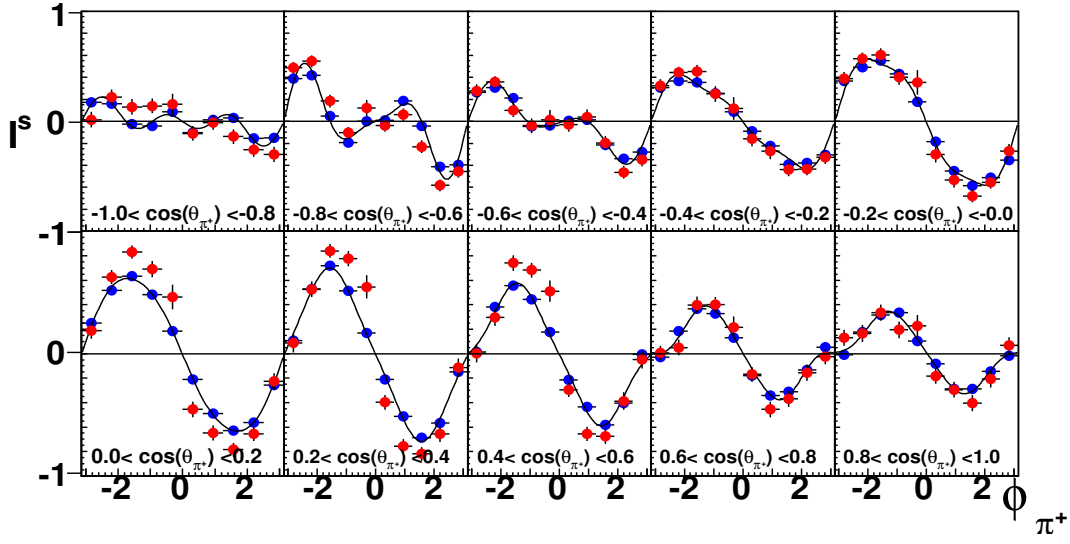 1
I^s
0
-1.0< cos(θ_π+) <-0.8
-0.8< cos(θ_π+) <-0.6
-0.6< cos(θ_π+) <-0.4
-0.4< cos(θ_π+) <-0.2
-0.2< cos(θ_π+) <-0.0
-1
1
0
0.0< cos(θ_π+) <0.2
0.2< cos(θ_π+) <0.4
0.4< cos(θ_π+) <0.6
0.6< cos(θ_π+) <0.8
0.8< cos(θ_π+) <1.0
-1
-2 0 2 -2 0 2 -2 0 2 -2 0 2 -2 0 2
ϕ π+